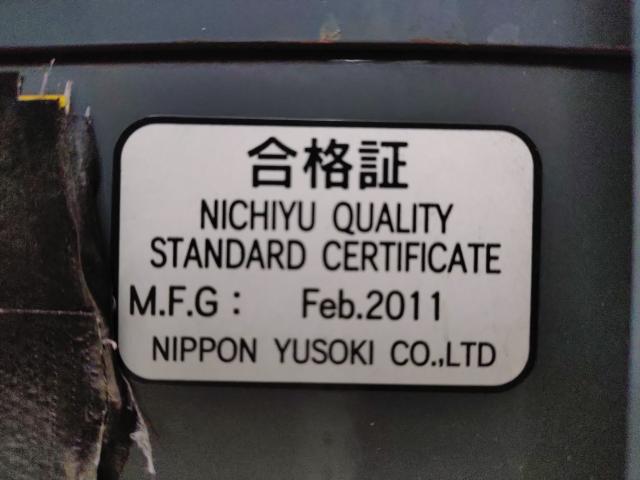 合格証
NICHIYU QUALITY
STANDARD CERTIFICATE
M.F.G : Feb.2011
NIPPON YUSOKI CO.,LTD